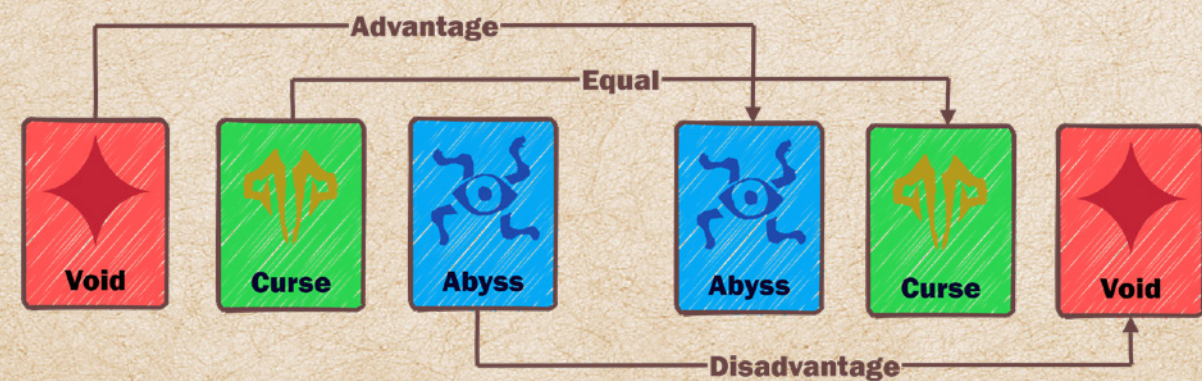 Advantage
Equal
Void
Curse
Abyss
Abyss
Curse
Void
Disadvantage